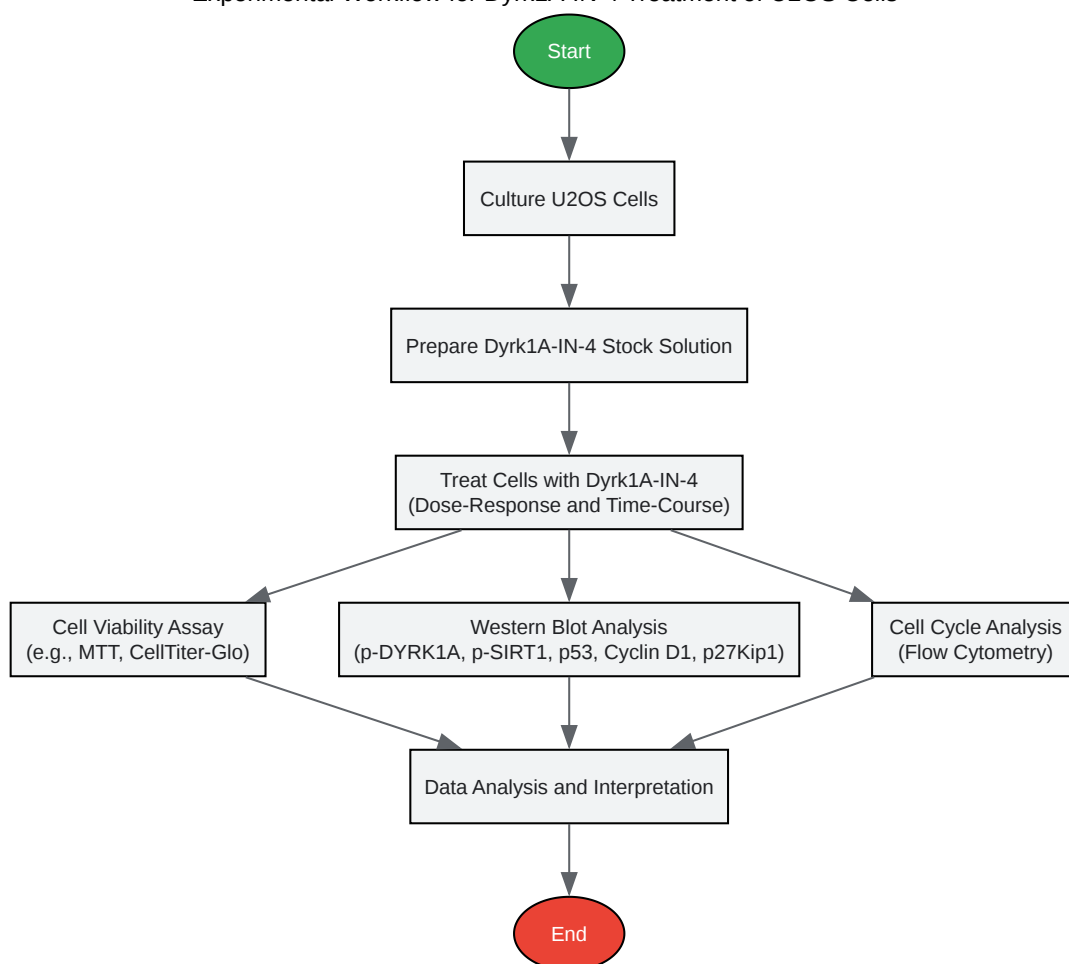 Experimental Workflow for Dyrk1A-IN-4 Treatment of U2OS Cells
Start
Culture U2OS Cells
Prepare Dyrk1A-IN-4 Stock Solution
Treat Cells with Dyrk1A-IN-4
(Dose-Response and Time-Course)
Cell Viability Assay
(e.g., MTT, CellTiter-Glo)
Western Blot Analysis
(p-DYRK1A, p-SIRT1, p53, Cyclin D1, p27Kip1)
Cell Cycle Analysis
(Flow Cytometry)
Data Analysis and Interpretation
End